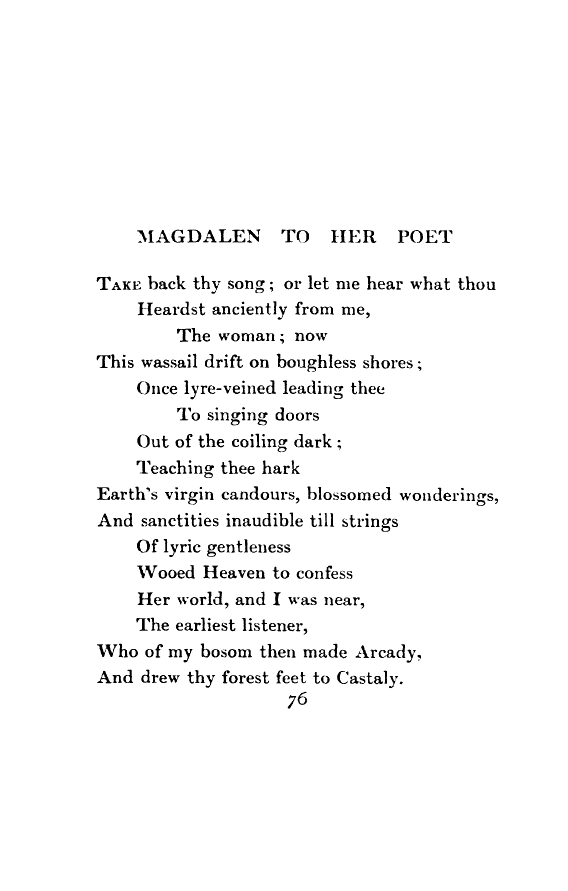 MAGDALEN TO HER POET
TAKE back thy song; or let me hear what thou
Heardst anciently from me,
The woman; now
This wassail drift on boughless shores;
Once lyre-veined leading thee
To singing doors
Out of the coiling dark;
Teaching thee hark
Earth's virgin candours, blossomed wonderings,
And sanctities inaudible till strings
Of lyric gentleness
Wooed Heaven to confess
Her world, and I was near,
The earliest listener,
Who of my bosom then made Arcady,
And drew thy forest feet to Castaly.
76